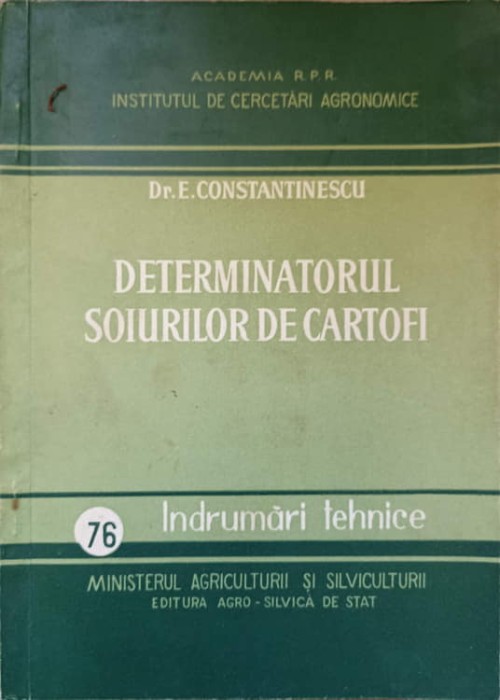 ACADEMIA R.P.R.
INSTITUTUL DE CERCETĂRI AGRONOMICE
Dr. E. CONSTANTINESCU
DETERMINATORUL
SOIURILOR DE CARTOFI
76 Indrumări tehnice
MINISTERUL AGRICULTURII ȘI SILVICULTURII
EDITURA AGRO-SILVICĂ DE STAT